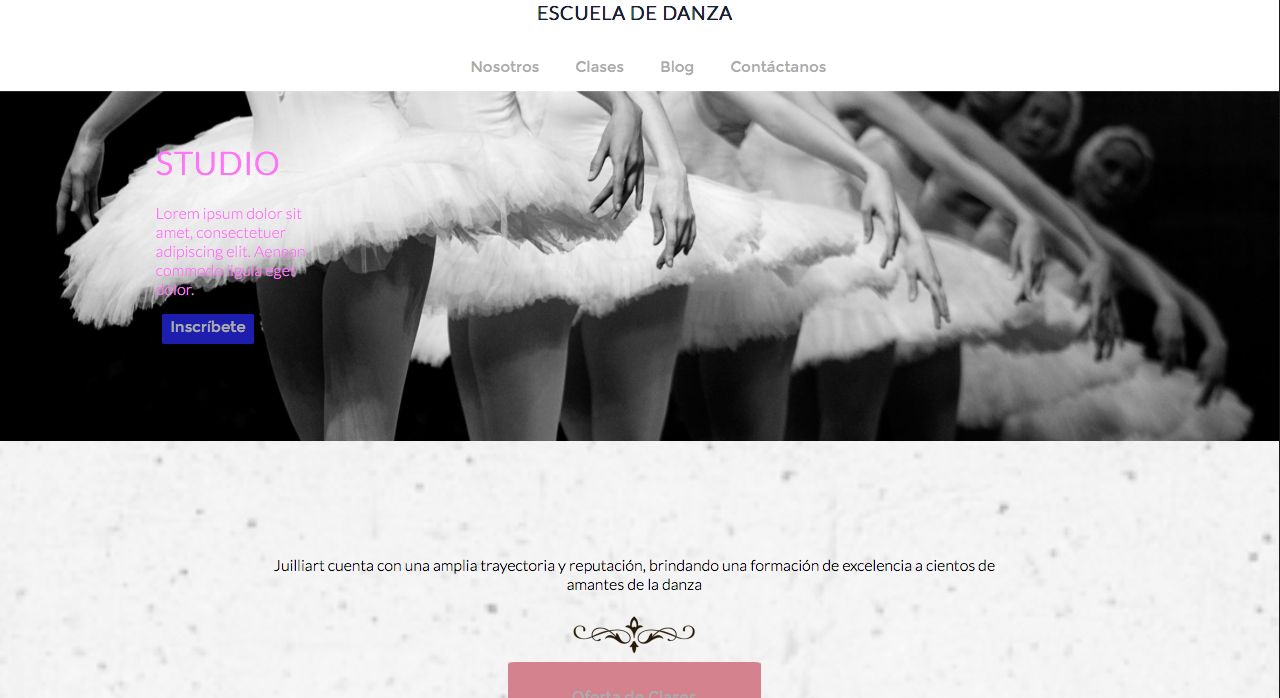 ESCUELA DE DANZA
Nosotros Clases Blog Contáctanos
STUDIO
Lorem ipsum dolor sit
amet, consectetuer
adipiscing elit. Aenean
commodo ligula eget
dolor.
Inscríbete
Juilliart cuenta con una amplia trayectoria y reputación, brindando una formación de excelencia a cientos de
amantes de la danza
Oferta de Clases